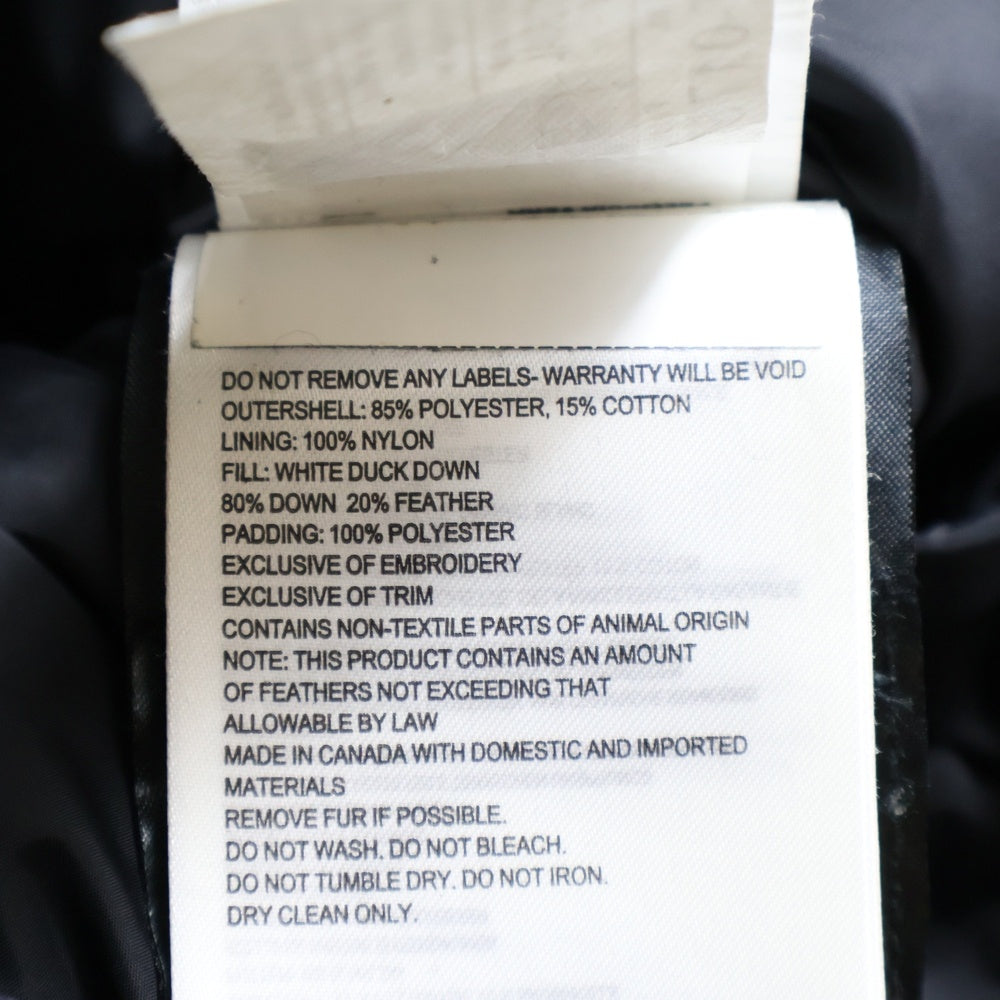 DO NOT REMOVE ANY LABELS- WARRANTY WILL BE VOID
OUTERSHELL: 85% POLYESTER, 15% COTTON
LINING: 100% NYLON
FILL: WHITE DUCK DOWN
80% DOWN 20% FEATHER
PADDING: 100% POLYESTER
EXCLUSIVE OF EMBROIDERY
EXCLUSIVE OF TRIM
CONTAINS NON-TEXTILE PARTS OF ANIMAL ORIGIN
NOTE: THIS PRODUCT CONTAINS AN AMOUNT
OF FEATHERS NOT EXCEEDING THAT
ALLOWABLE BY LAW
MADE IN CANADA WITH DOMESTIC AND IMPORTED
MATERIALS
REMOVE FUR IF POSSIBLE.
DO NOT WASH. DO NOT BLEACH.
DO NOT TUMBLE DRY. DO NOT IRON.
DRY CLEAN ONLY.